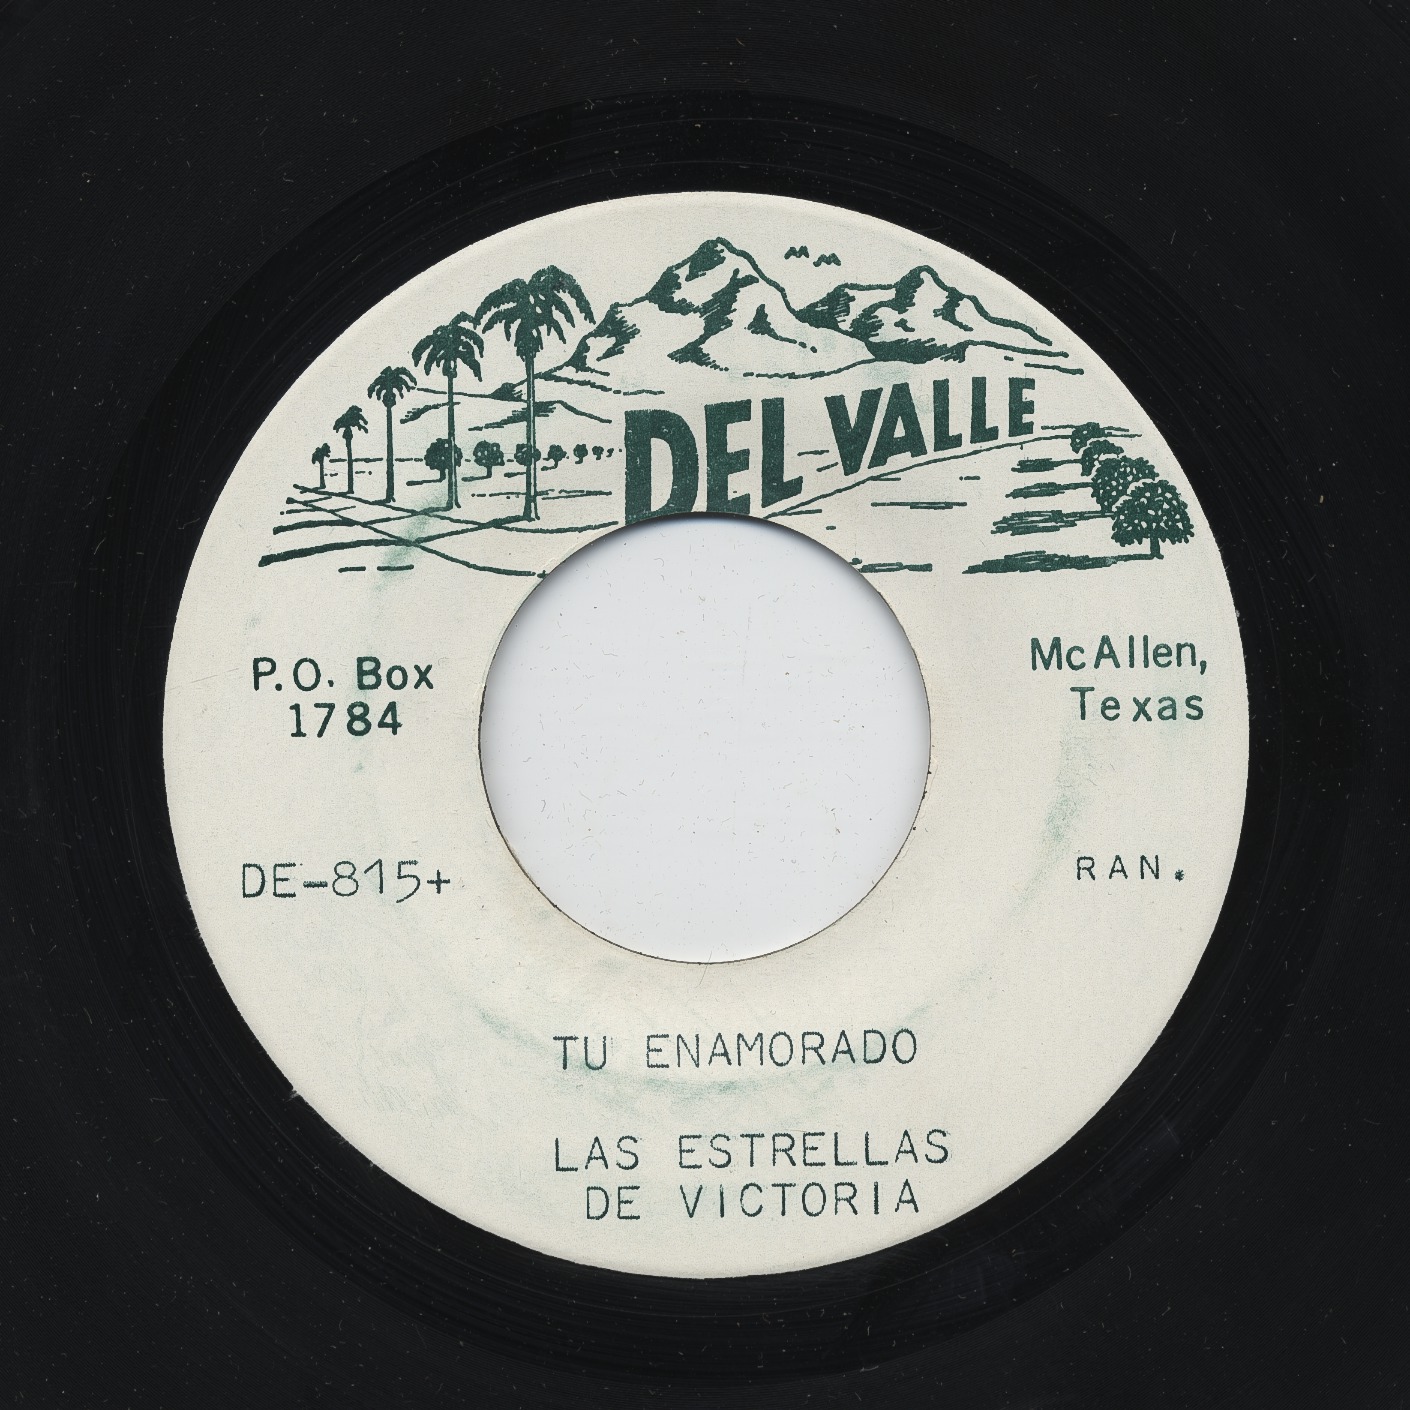 DEL VALLE
P.O. Box
1784
McAllen,
Texas
DE-815+
RAN.
TU ENAMORADO
LAS ESTRELLAS
DE VICTORIA